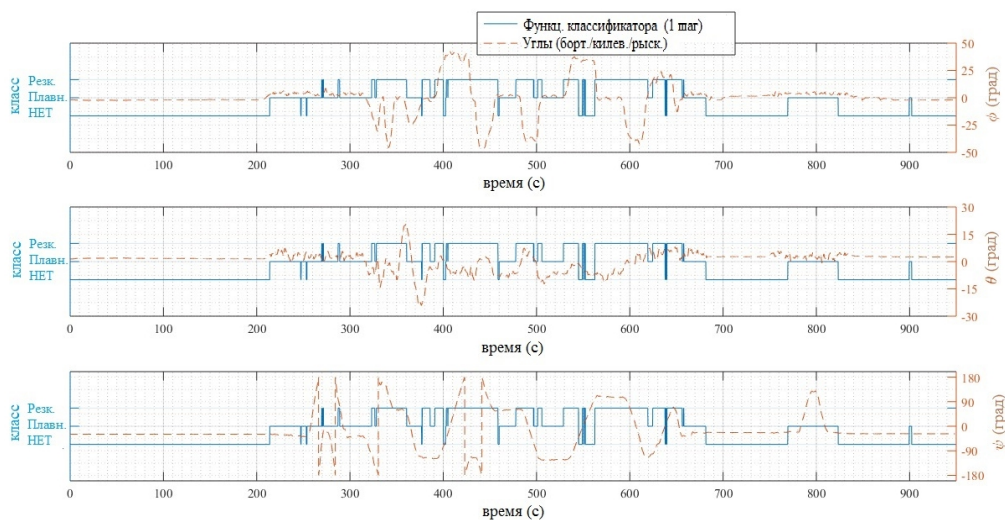 Функц. классификатора (1 шаг)
Углы (борт./килев./рыск.)
класс
Резк.
Плавн.
НЕТ
50
25
0
-25
-50
ϕ (град)
0 100 200 300 400 500 600 700 800 900
время (с)
класс
Резк.
Плавн.
НЕТ
30
15
0
-15
-30
θ (град)
0 100 200 300 400 500 600 700 800 900
время (с)
класс
Резк.
Плавн.
НЕТ
180
90
0
-90
-180
ψ (град)
0 100 200 300 400 500 600 700 800 900
время (с)